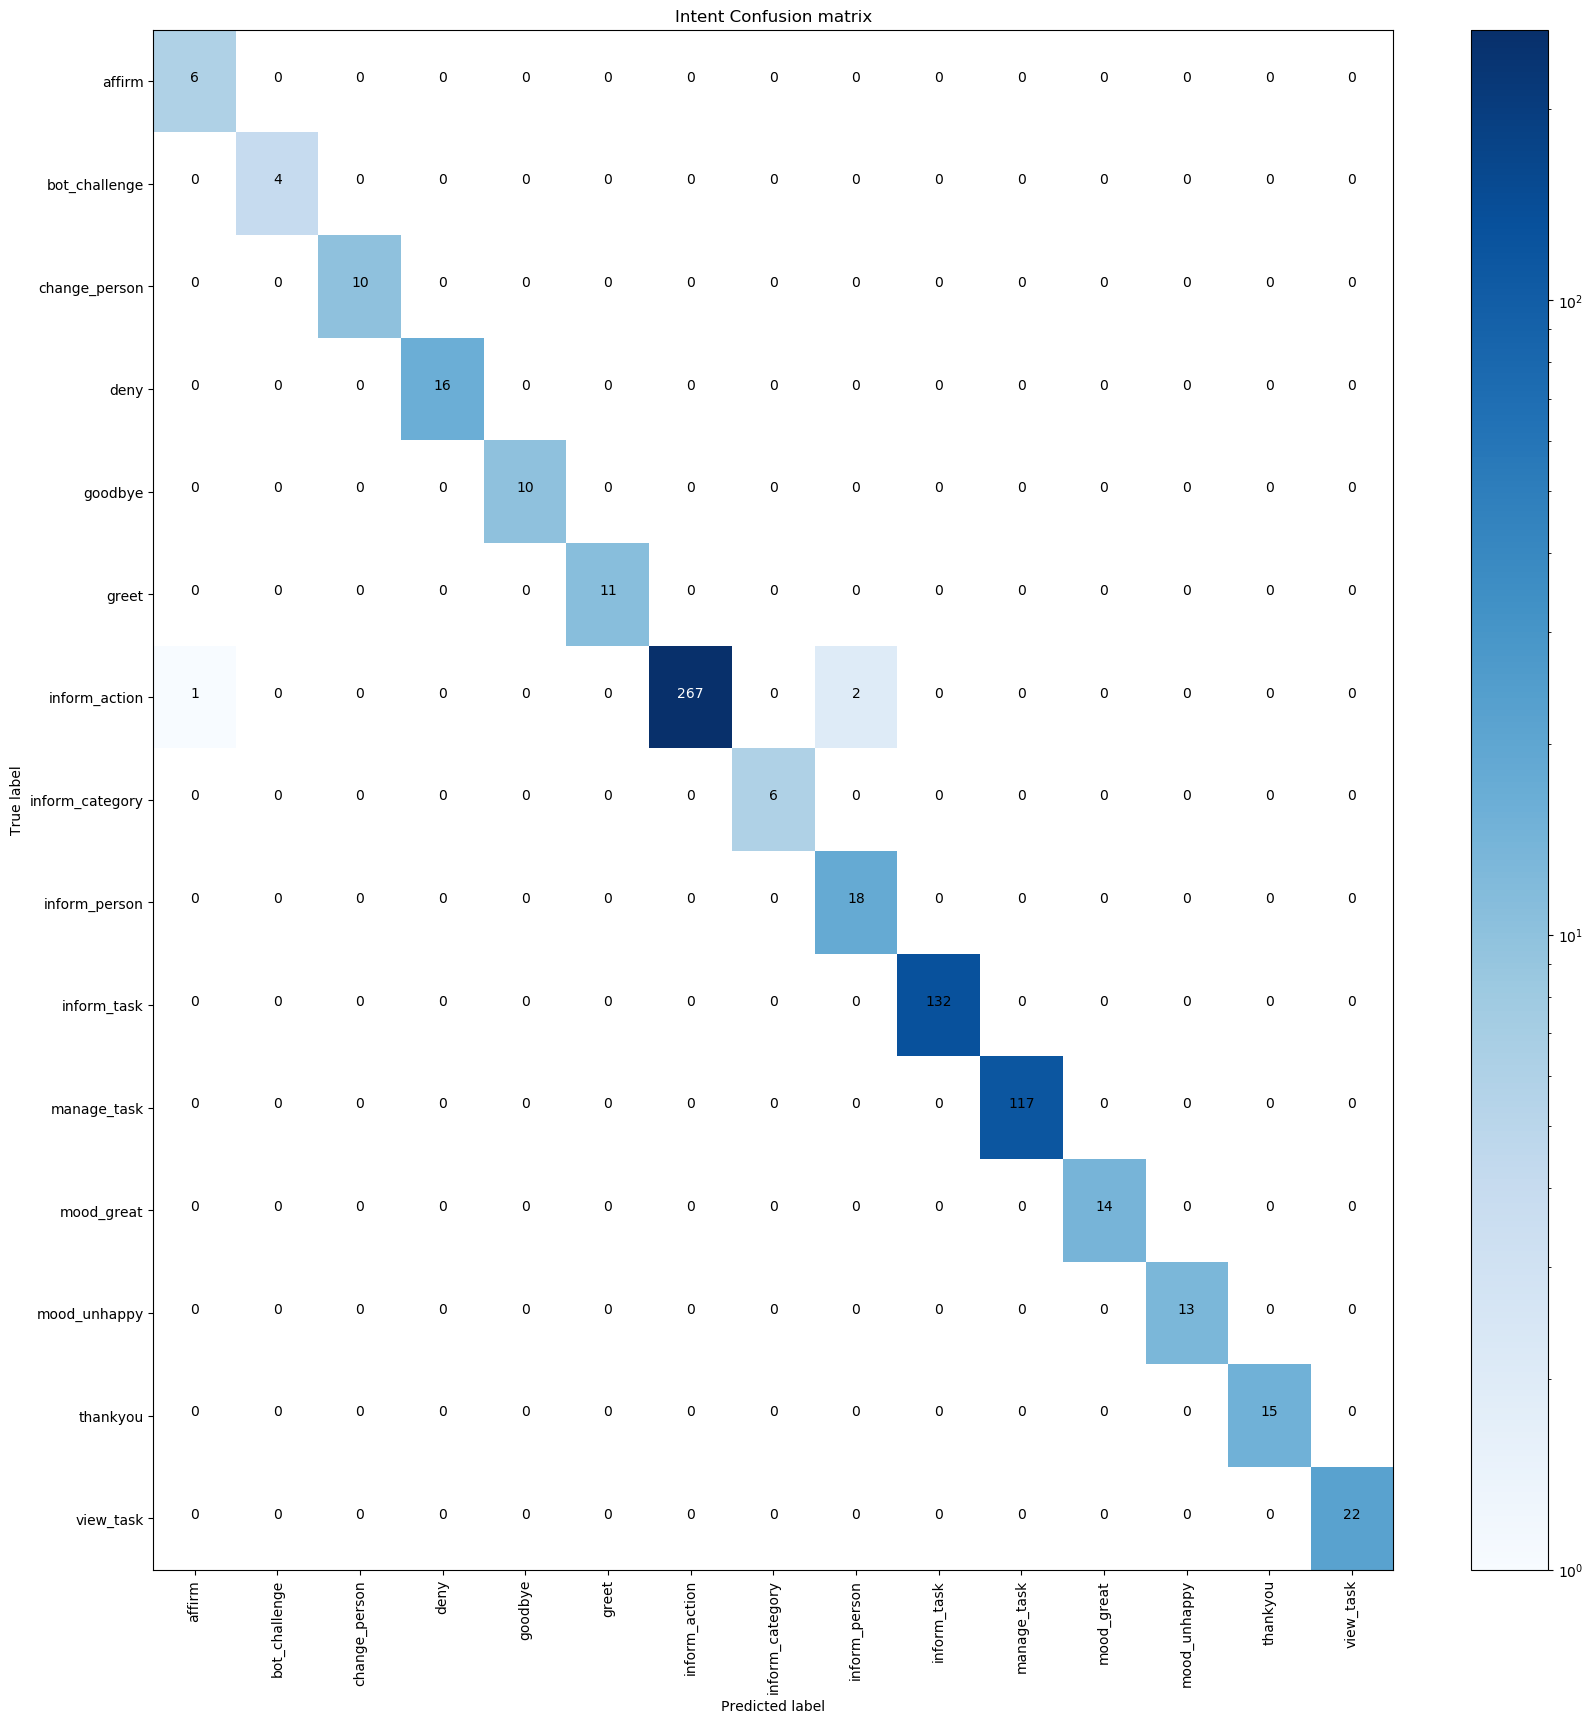 Intent Confusion matrix
affirm 6 0 0 0 0 0 0 0 0 0 0 0 0 0 0
bot_challenge 0 4 0 0 0 0 0 0 0 0 0 0 0 0 0
change_person 0 0 10 0 0 0 0 0 0 0 0 0 0 0 0
deny 0 0 0 16 0 0 0 0 0 0 0 0 0 0 0
goodbye 0 0 0 0 10 0 0 0 0 0 0 0 0 0 0
greet 0 0 0 0 0 11 0 0 0 0 0 0 0 0 0
inform_action 1 0 0 0 0 0 267 0 2 0 0 0 0 0 0
inform_category 0 0 0 0 0 0 0 6 0 0 0 0 0 0 0
inform_person 0 0 0 0 0 0 0 0 18 0 0 0 0 0 0
inform_task 0 0 0 0 0 0 0 0 0 132 0 0 0 0 0
manage_task 0 0 0 0 0 0 0 0 0 0 117 0 0 0 0
mood_great 0 0 0 0 0 0 0 0 0 0 0 14 0 0 0
mood_unhappy 0 0 0 0 0 0 0 0 0 0 0 0 13 0 0
thankyou 0 0 0 0 0 0 0 0 0 0 0 0 0 15 0
view_task 0 0 0 0 0 0 0 0 0 0 0 0 0 0 22
True label
affirm
bot_challenge
change_person
deny
goodbye
greet
inform_action
inform_category
inform_person
inform_task
manage_task
mood_great
mood_unhappy
thankyou
view_task
Predicted label
10²
10¹
10⁰